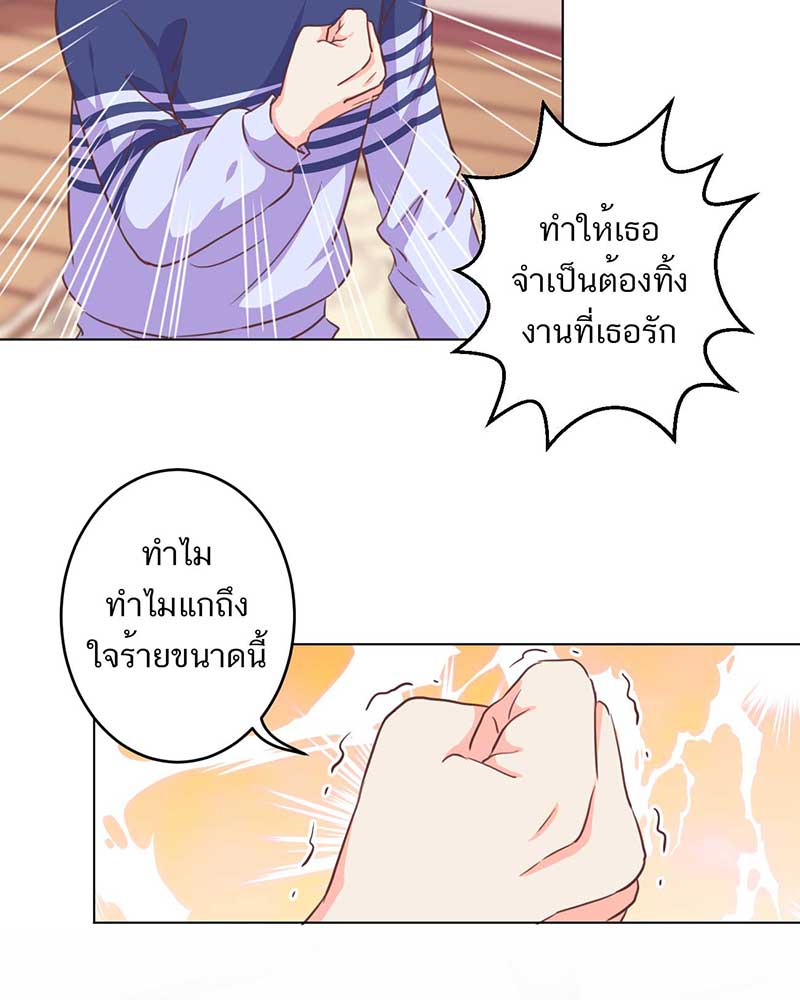 ทำให้เธอ
จำเป็นต้องทิ้ง
งานที่เธอรัก
ทำไม
ทำไมแกถึง
ใจร้ายขนาดนี้